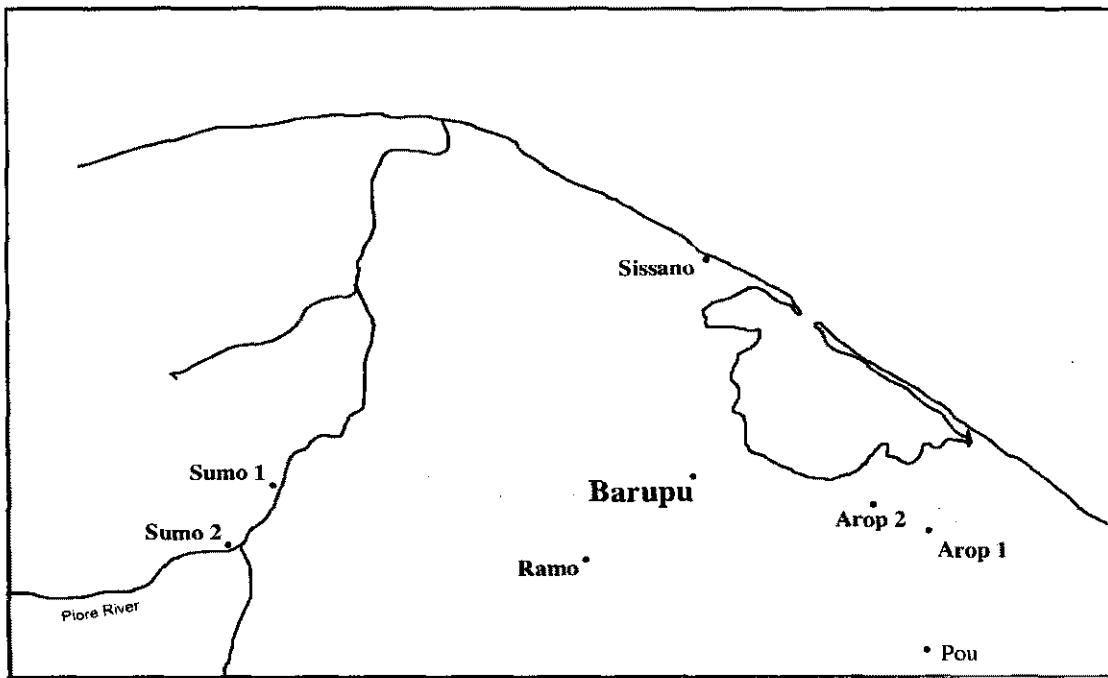 Sissano
Sumo 1
Barupu
Arop 2
Sumo 2
Arop 1
Ramo
Piore River
Pou